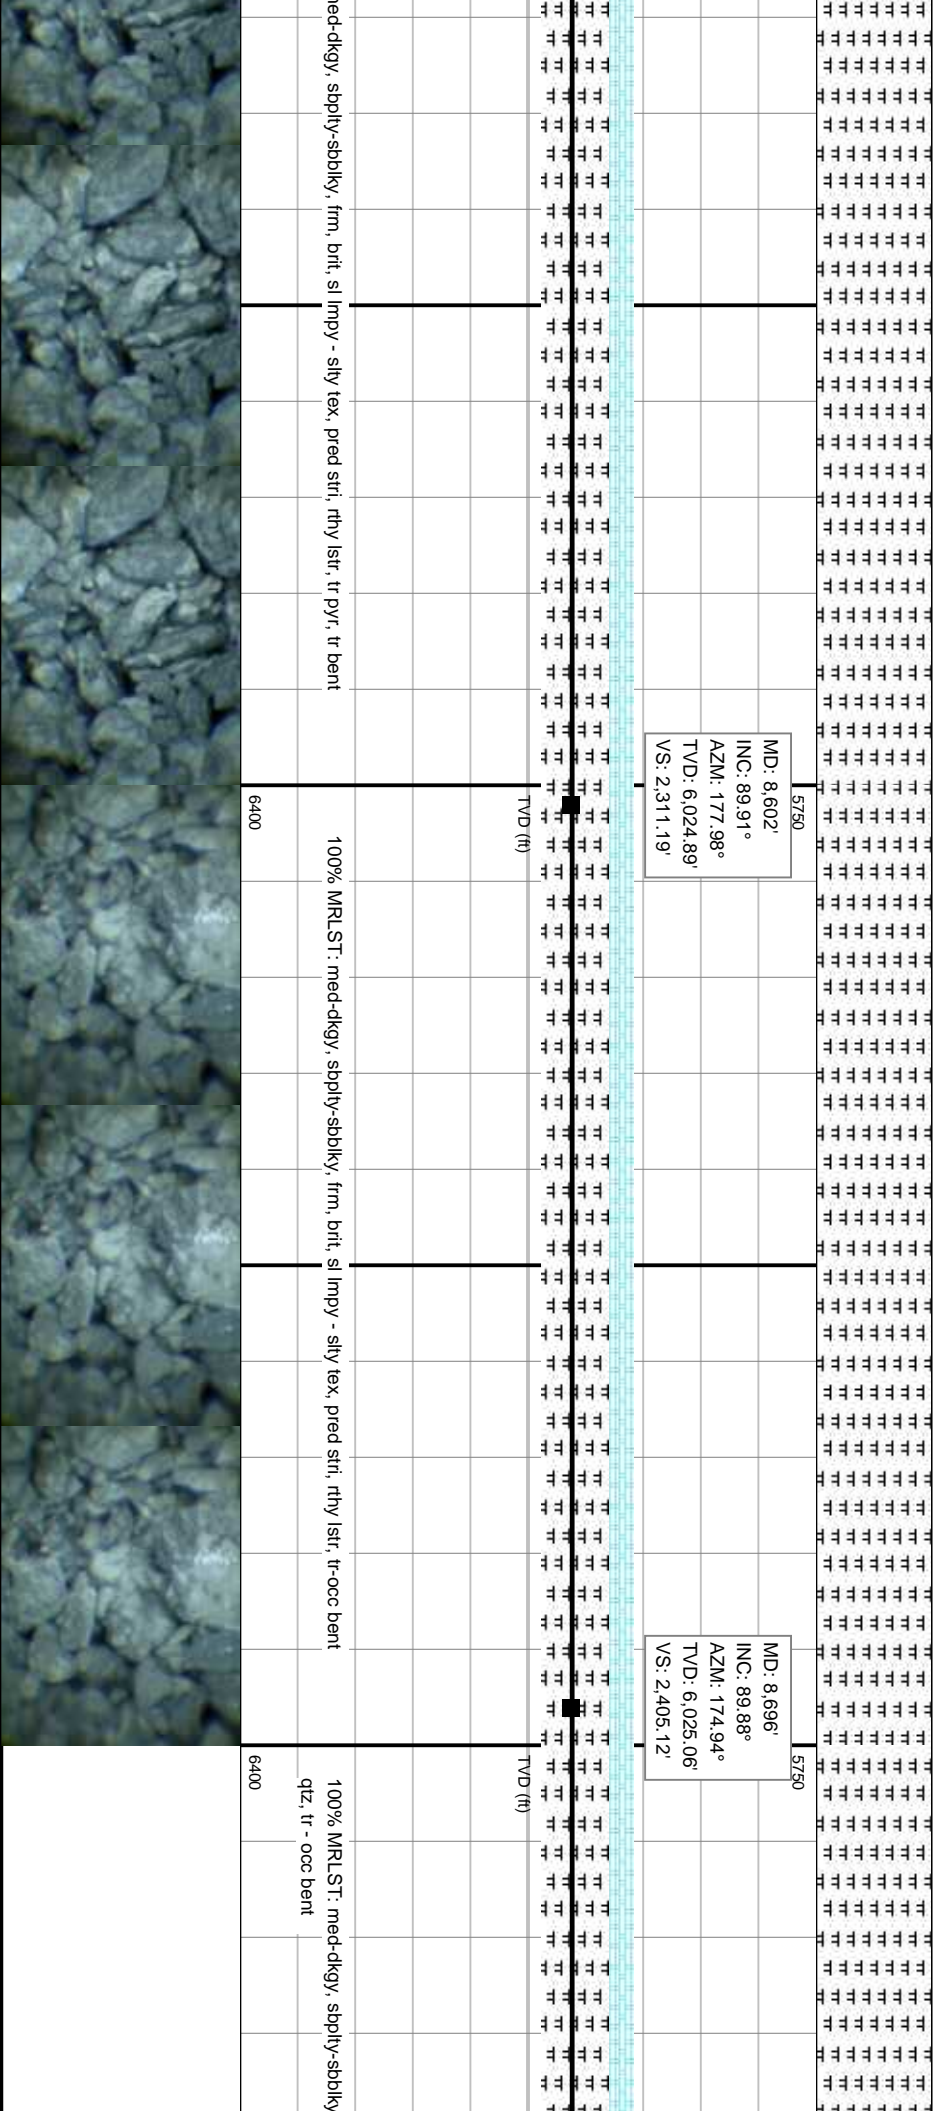 ned-dkgy, sbplty-sbblky, frm, brit, sl lmpy - slty tex, pred stri, rthy lstr, tr pyr, tr bent
MD: 8,602'
INC: 89.91°
AZM: 177.98°
TVD: 6,024.89'
VS: 2,311.19'
5750
TVD (ft)
6400
100% MRLST: med-dkgy, sbplty-sbblky, frm, brit, sl lmpy - slty tex, pred stri, rthy lstr, tr-occ bent
MD: 8,696'
INC: 89.88°
AZM: 174.94°
TVD: 6,025.06'
VS: 2,405.12'
5750
TVD (ft)
6400
100% MRLST: med-dkgy, sbplty-sbblky
qtz, tr - occ bent